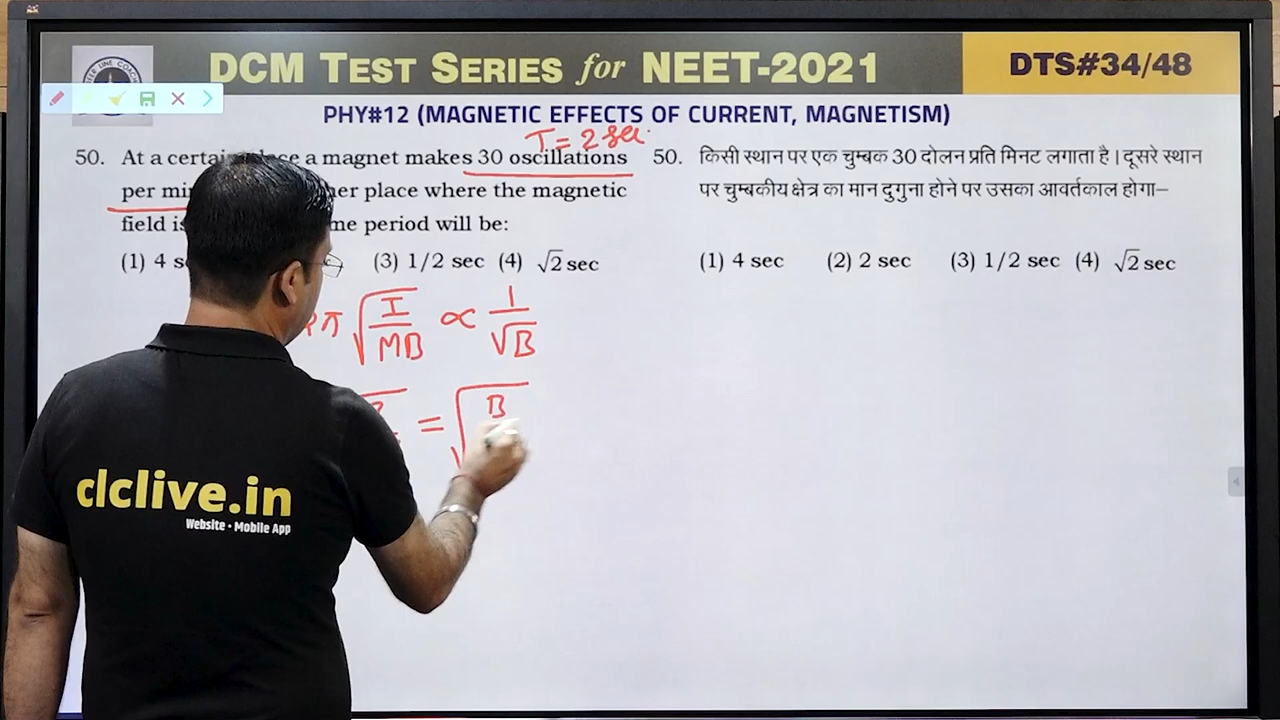 DCM TEST SERIES for NEET-2021
DTS#34/48
PHY#12 (MAGNETIC EFFECTS OF CURRENT, MAGNETISM)
T = 2 sec.
50. At a certai e a magnet makes 30 oscillations
per mi er place where the magnetic
field is me period will be:
(1) 4 s (3) 1/2 sec (4) √2 sec
50. किसी स्थान पर एक चुम्बक 30 दोलन प्रति मिनट लगाता है। दूसरे स्थान
पर चुम्बकीय क्षेत्र का मान दुगुना होने पर उसका आवर्तकाल होगा–
(1) 4 sec (2) 2 sec (3) 1/2 sec (4) √2 sec
π √(I/MB) ∝ 1/√B
= √B
clclive.in
Website • Mobile App